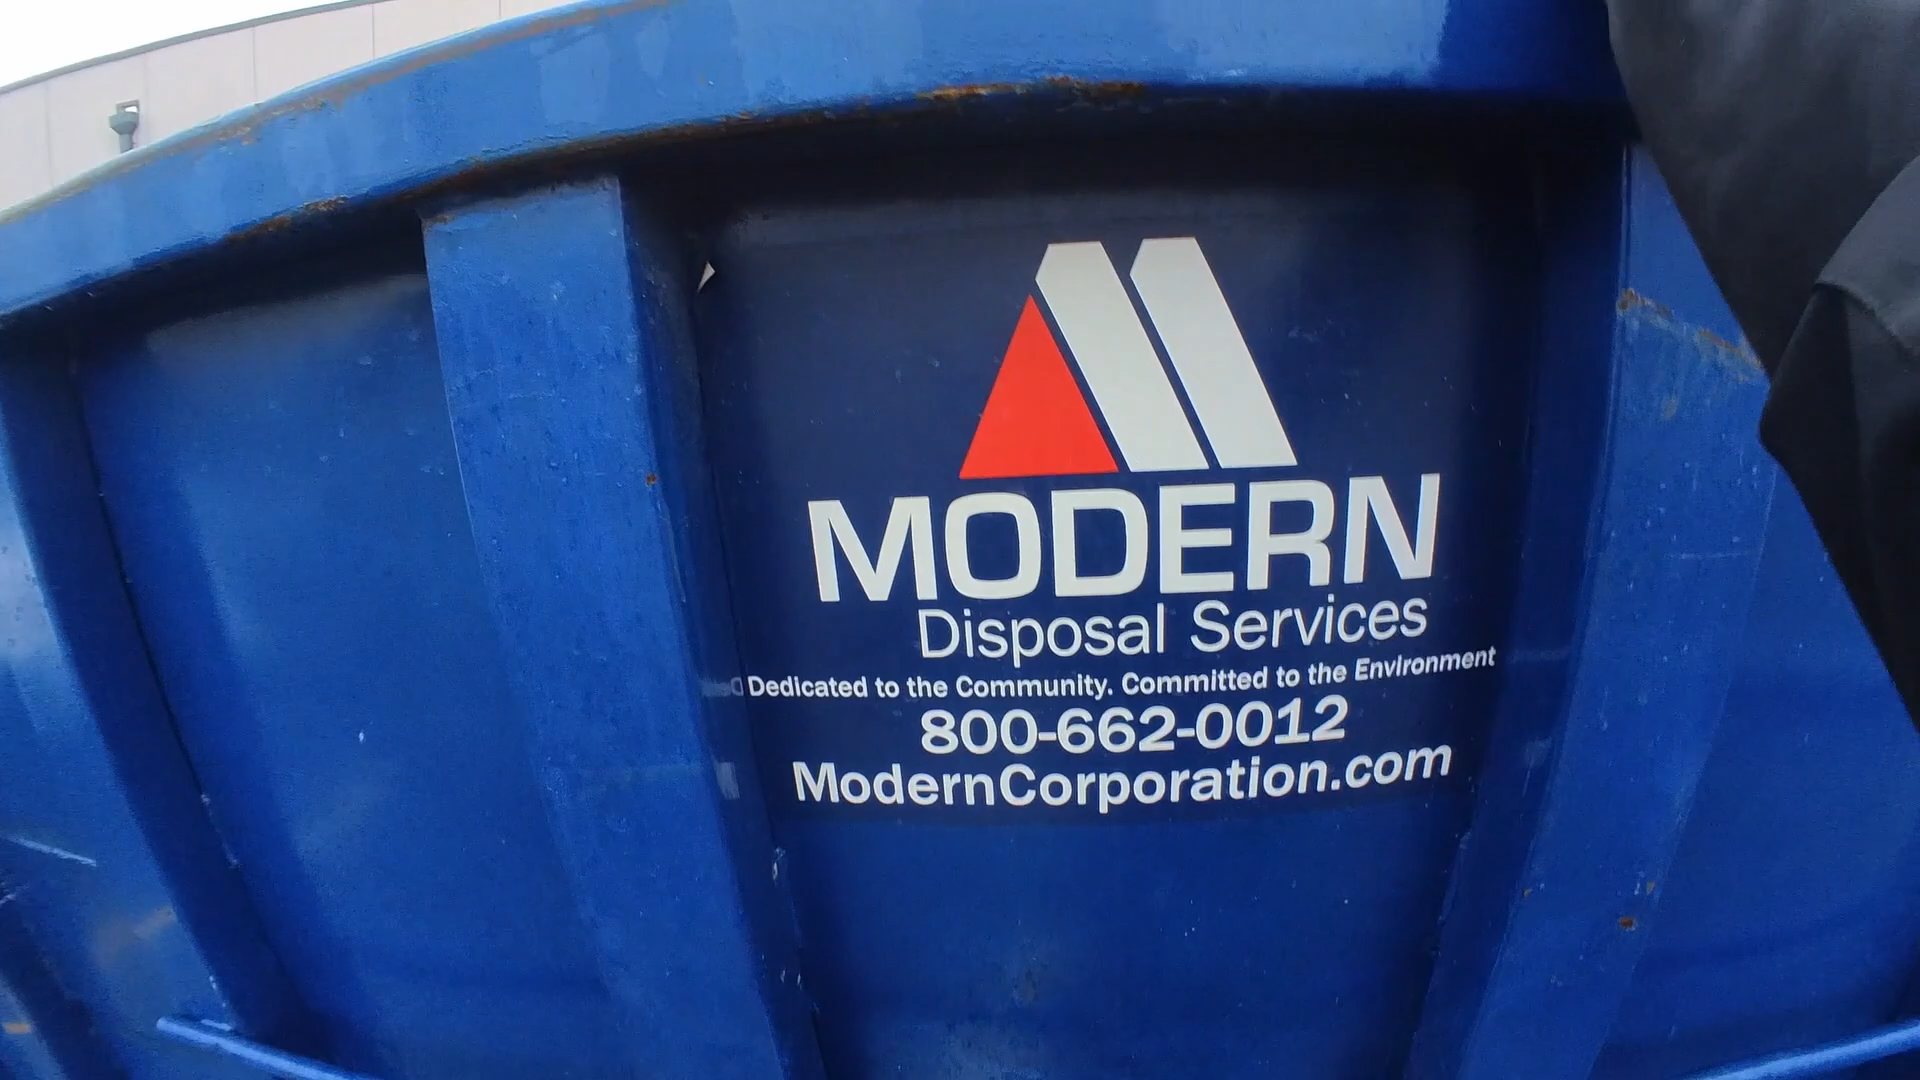 MODERN
Disposal Services
Dedicated to the Community. Committed to the Environment
800-662-0012
ModernCorporation.com